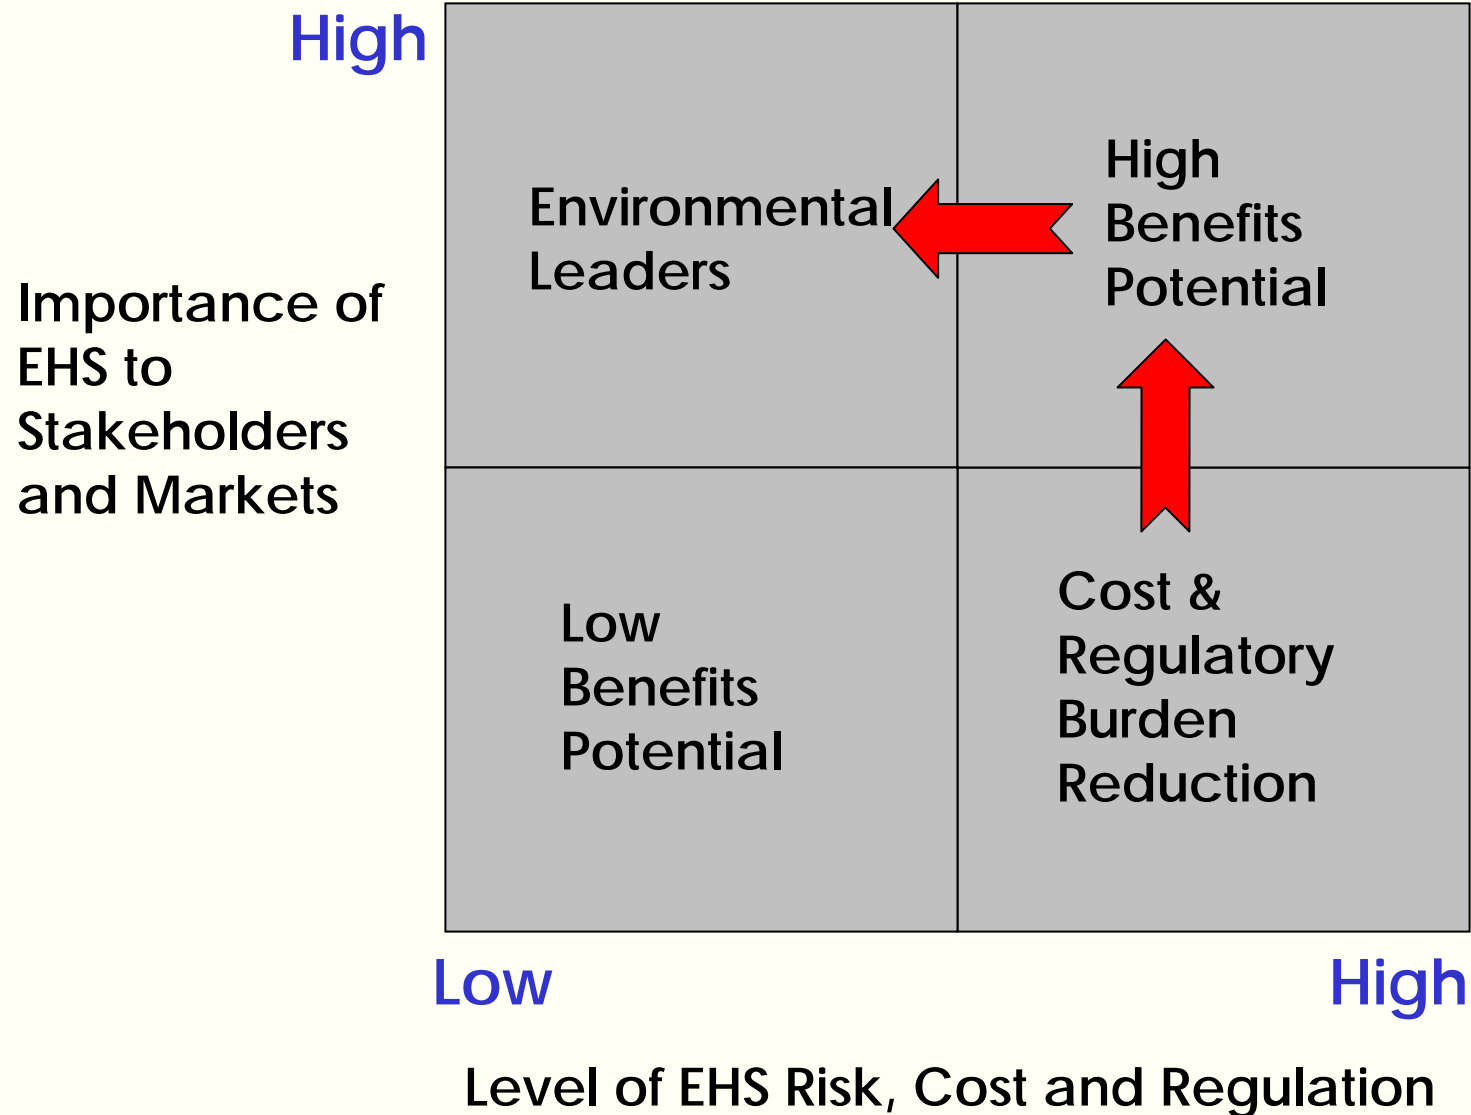 High
Environmental
Leaders
High
Benefits
Potential
Importance of
EHS to
Stakeholders
and Markets
Low
Benefits
Potential
Cost &
Regulatory
Burden
Reduction
Low
High
Level of EHS Risk, Cost and Regulation